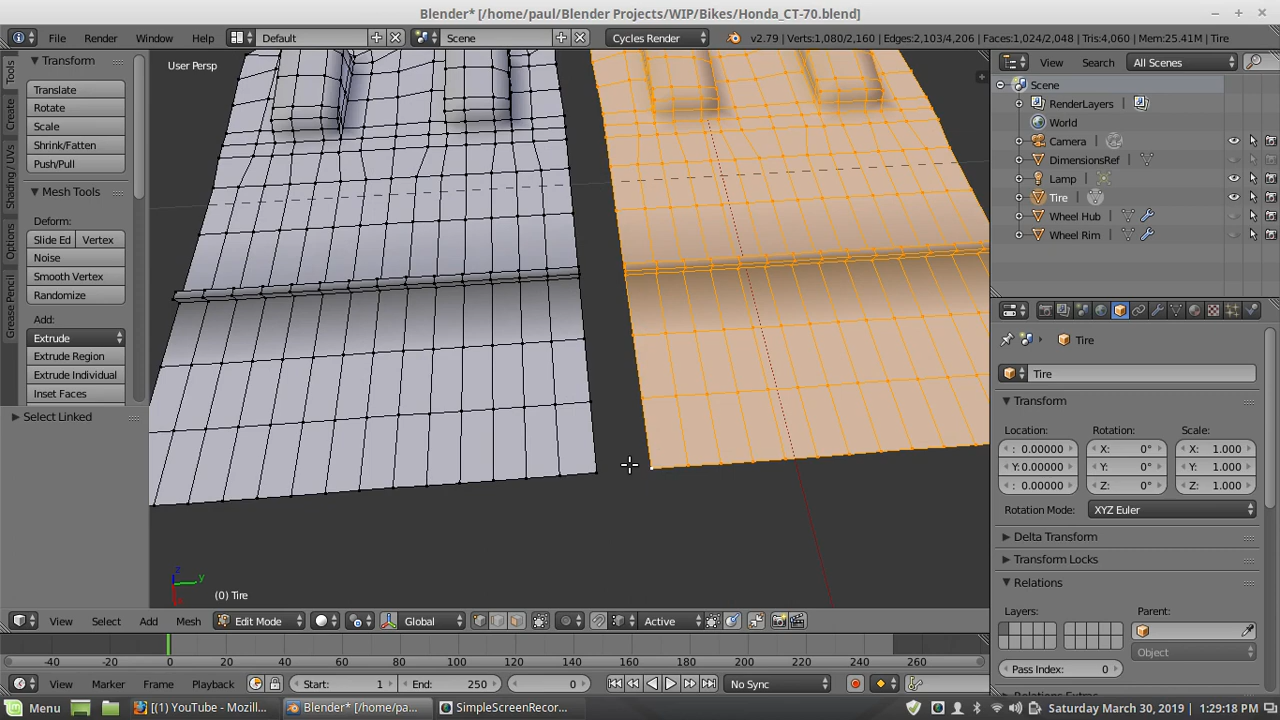 Blender* [/home/paul/Blender Projects/WIP/Bikes/Honda_CT-70.blend]
File Render Window Help Default Scene Cycles Render v2.79 | Verts:1,080/2,160 | Edges:2,103/4,206 | Faces:1,024/2,048 | Tris:4,060 | Mem:25.41M | Tire
Tools
Create
Shading / UVs
Options
Grease Pencil
Transform
Translate
Rotate
Scale
Shrink/Fatten
Push/Pull
Mesh Tools
Deform:
Slide Ed Vertex
Noise
Smooth Vertex
Randomize
Add:
Extrude
Extrude Region
Extrude Individual
Inset Faces
Select Linked
User Persp
z
y
(0) Tire
View Select Add Mesh Edit Mode Global Active
View Search All Scenes
Scene
RenderLayers
World
Camera
DimensionsRef
Lamp
Tire
Wheel Hub
Wheel Rim
Tire
Tire
Transform
Location: Rotation: Scale:
: 0.00000 X: 0° X: 1.000
Y: 0.00000 Y: 0° Y: 1.000
: 0.00000 Z: 0° Z: 1.000
Rotation Mode: XYZ Euler
Delta Transform
Transform Locks
Relations
Layers: Parent:
Object
Pass Index: 0
Relations Extras
-40 -20 0 20 40 60 80 100 120 140 160 180 200 220 240 260
View Marker Frame Playback Start: 1 End: 250 0 No Sync
Menu [(1) YouTube - Mozill... Blender* [/home/pa... SimpleScreenRecor... Saturday March 30, 2019 | 1:29:18 PM